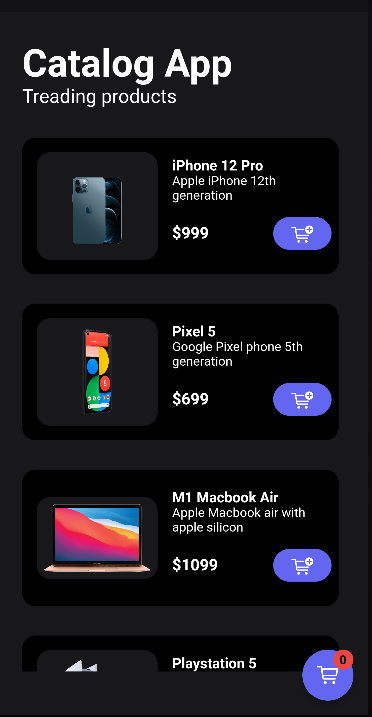 Catalog App
Treading products
iPhone 12 Pro
Apple iPhone 12th
generation
$999
Pixel 5
Google Pixel phone 5th
generation
$699
M1 Macbook Air
Apple Macbook air with
apple silicon
$1099
Playstation 5
0